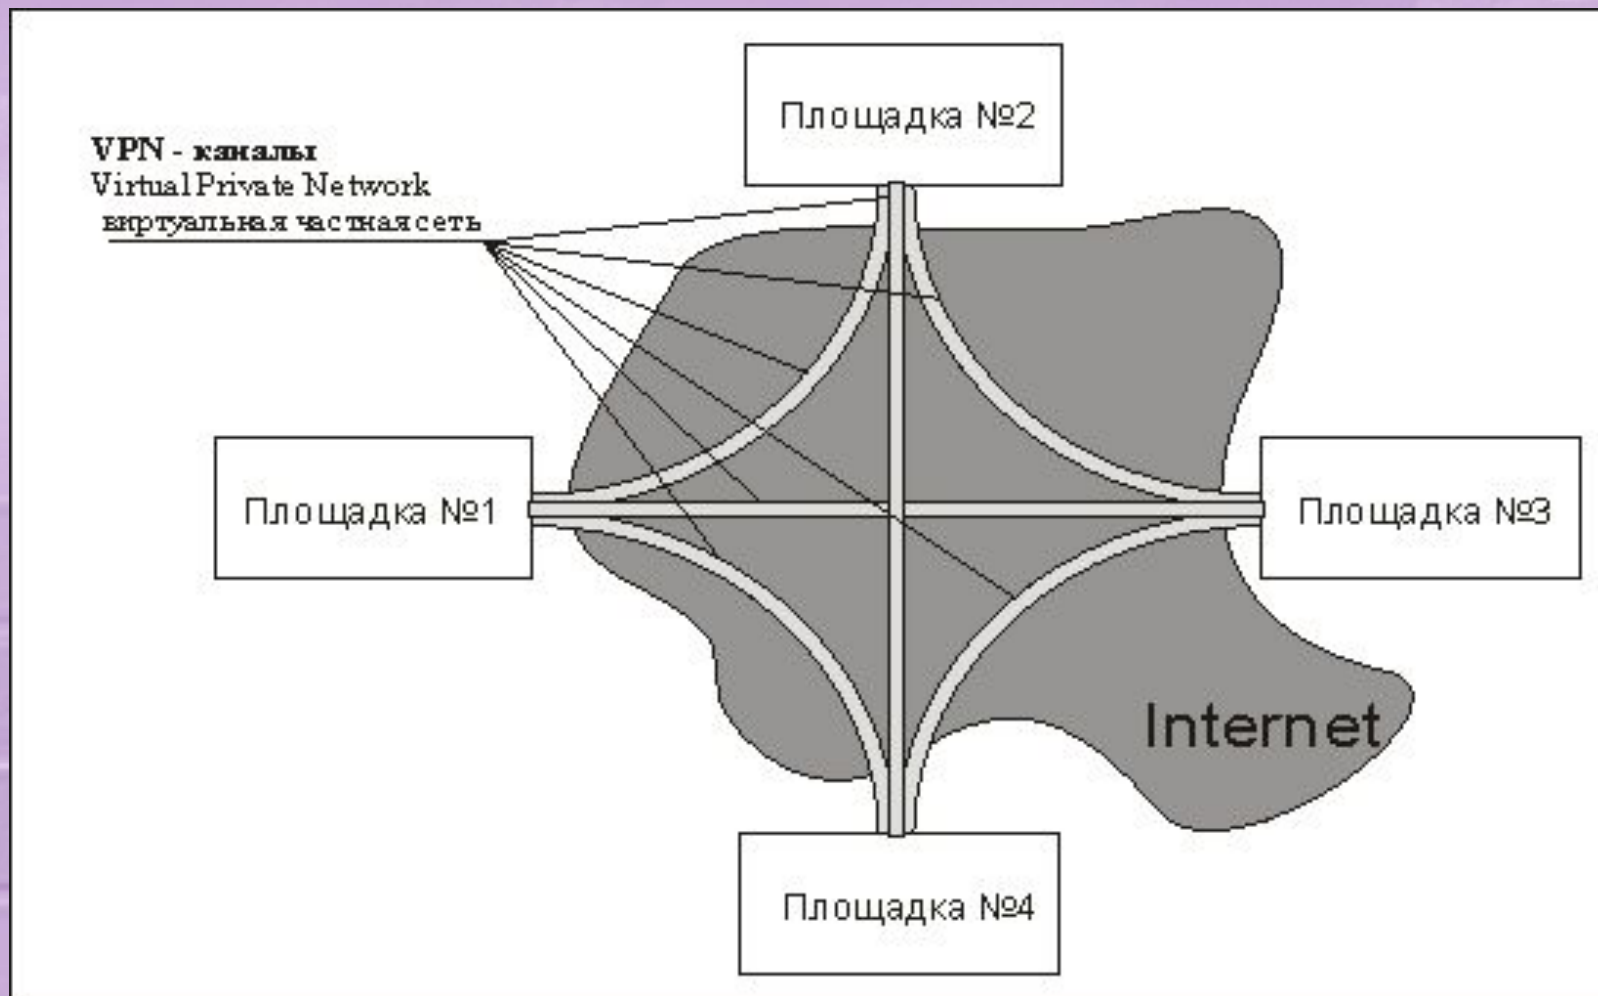 Площадка №2
VPN - каналы
Virtual Private Network
виртуальная частная сеть
Площадка №1
Площадка №3
Internet
Площадка №4